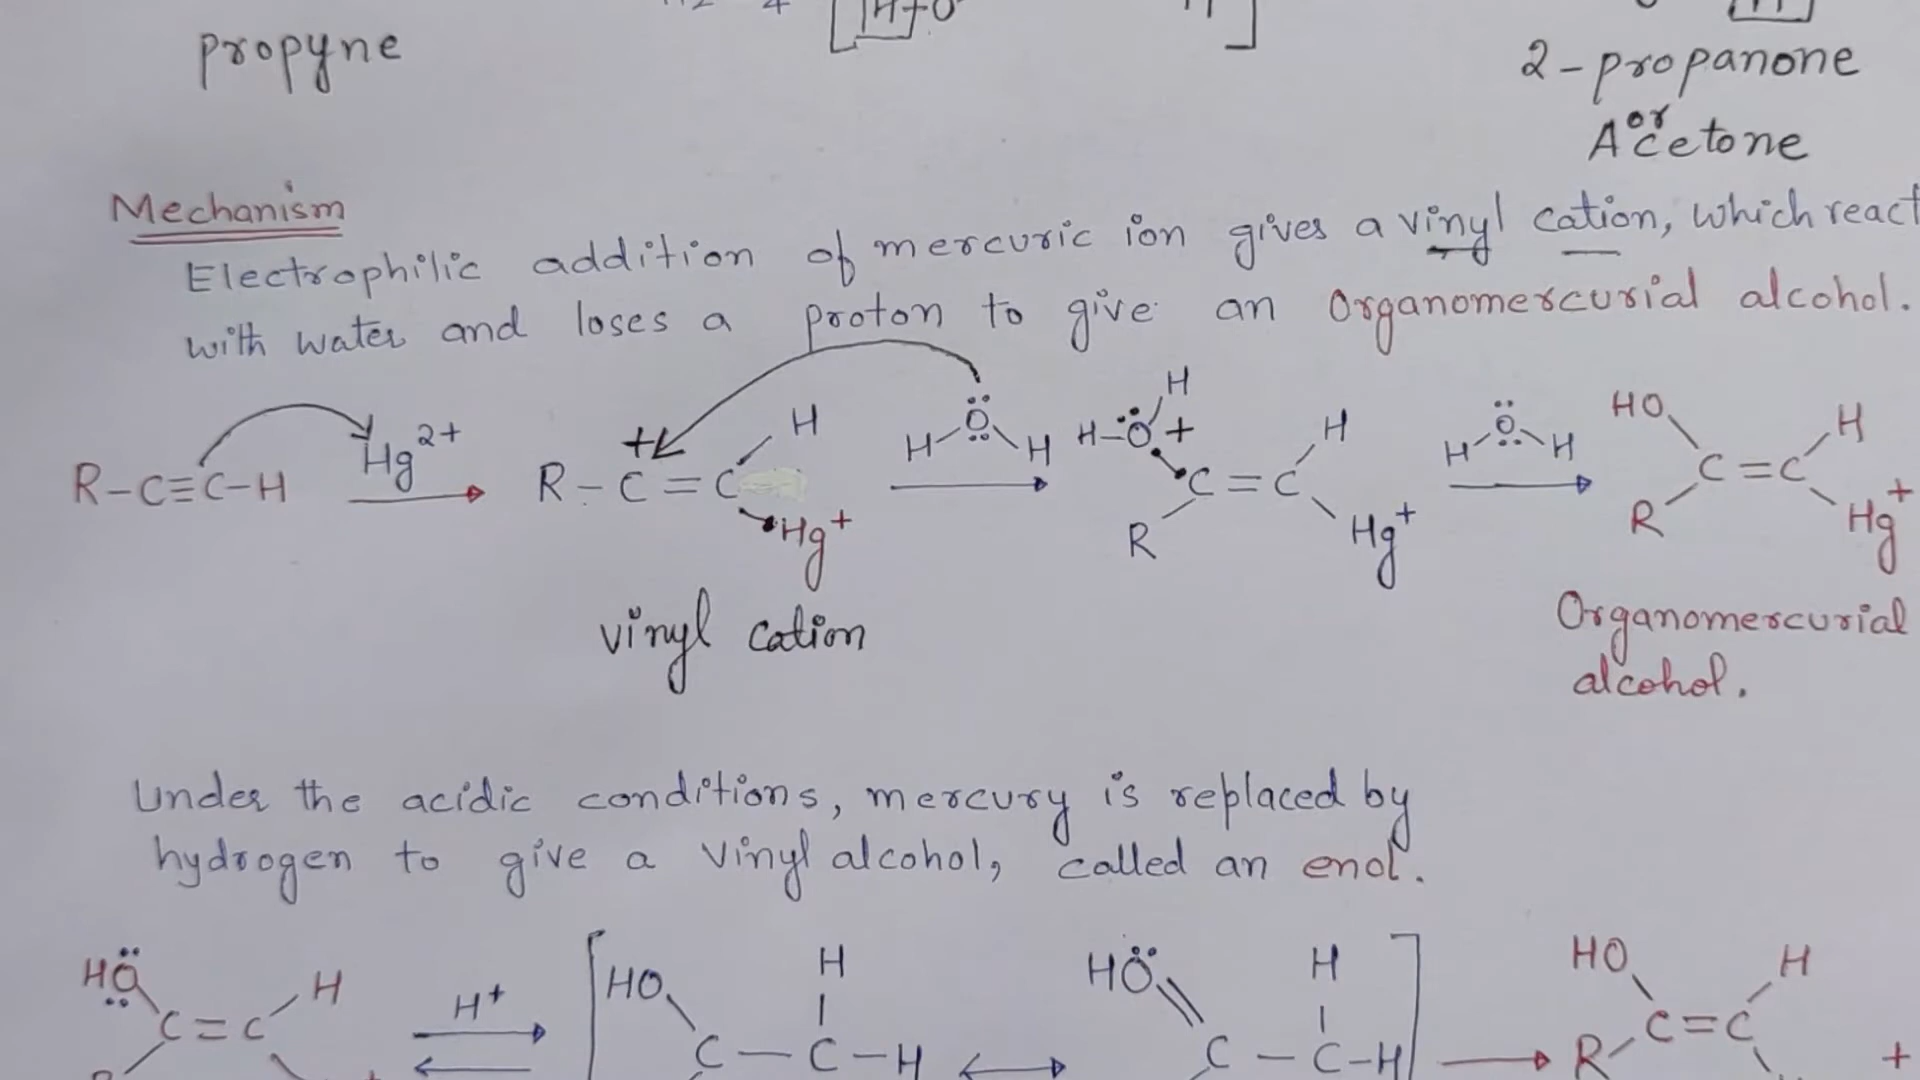 propyne
2-propanone
or
Acetone
Mechanism
Electrophilic addition of mercuric ion gives a vinyl cation, which react
with water and loses a proton to give an Organomercurial alcohol.
R-C≡C-H Hg2+ R-C+=C H Hg+ H-O-H H-O+ H C=C R H Hg+ H-O-H HO C=C R H Hg+
vinyl cation
Organomercurial
alcohol.
Under the acidic conditions, mercury is replaced by
hydrogen to give a vinyl alcohol, called an enol.
HO C=C H H+ [HO C-C-H H HO C-C-H H] HO C=C R H +